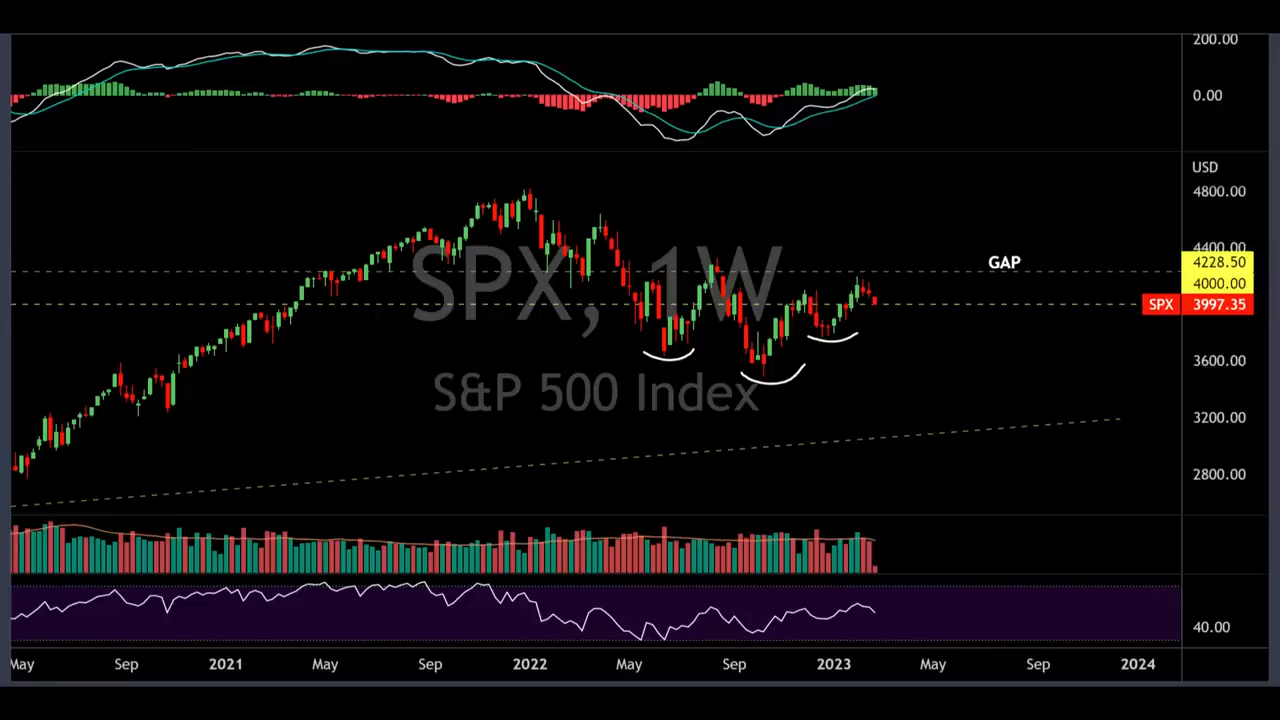 200.00
0.00
USD
4800.00
4400.00
GAP
4228.50
4000.00
SPX 3997.35
SPX, 1W
S&P 500 Index
3600.00
3200.00
2800.00
40.00
May Sep 2021 May Sep 2022 May Sep 2023 May Sep 2024